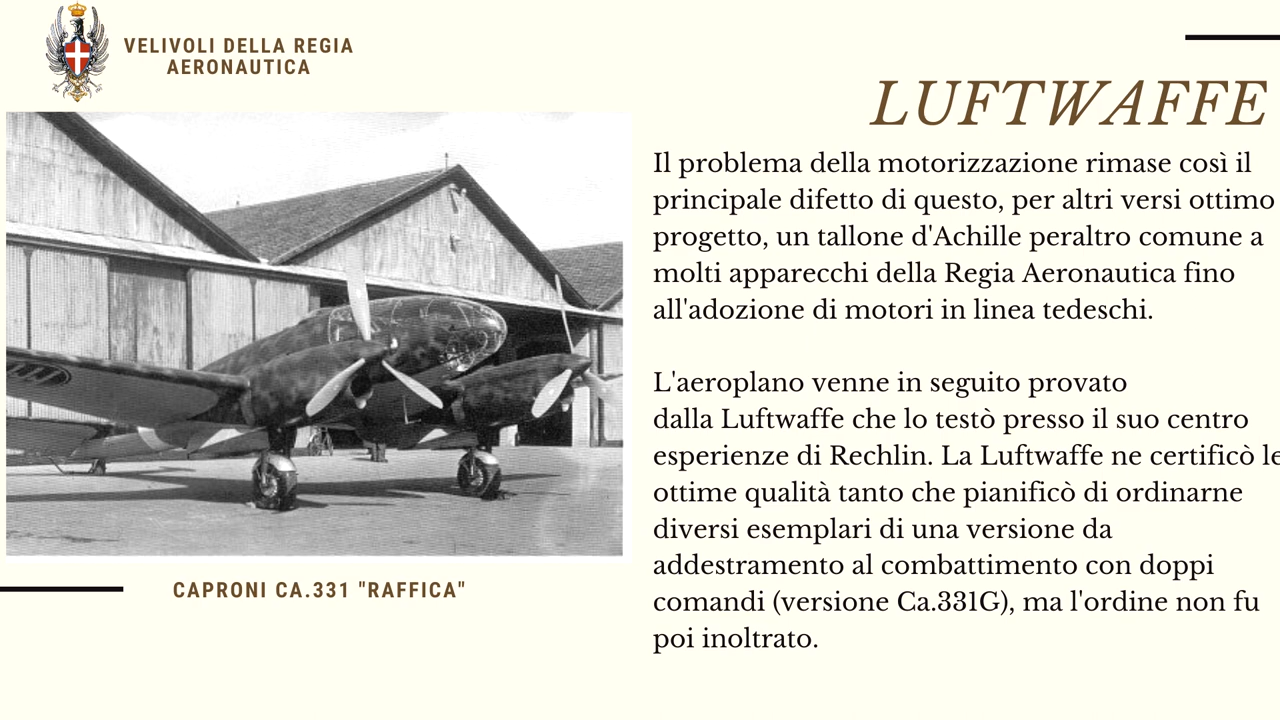 VELIVOLI DELLA REGIA
AERONAUTICA
LUFTWAFFE
Il problema della motorizzazione rimase così il
principale difetto di questo, per altri versi ottimo
progetto, un tallone d'Achille peraltro comune a
molti apparecchi della Regia Aeronautica fino
all'adozione di motori in linea tedeschi.
L'aeroplano venne in seguito provato
dalla Luftwaffe che lo testò presso il suo centro
esperienze di Rechlin. La Luftwaffe ne certificò le
ottime qualità tanto che pianificò di ordinarne
diversi esemplari di una versione da
addestramento al combattimento con doppi
comandi (versione Ca.331G), ma l'ordine non fu
poi inoltrato.
CAPRONI CA.331 "RAFFICA"